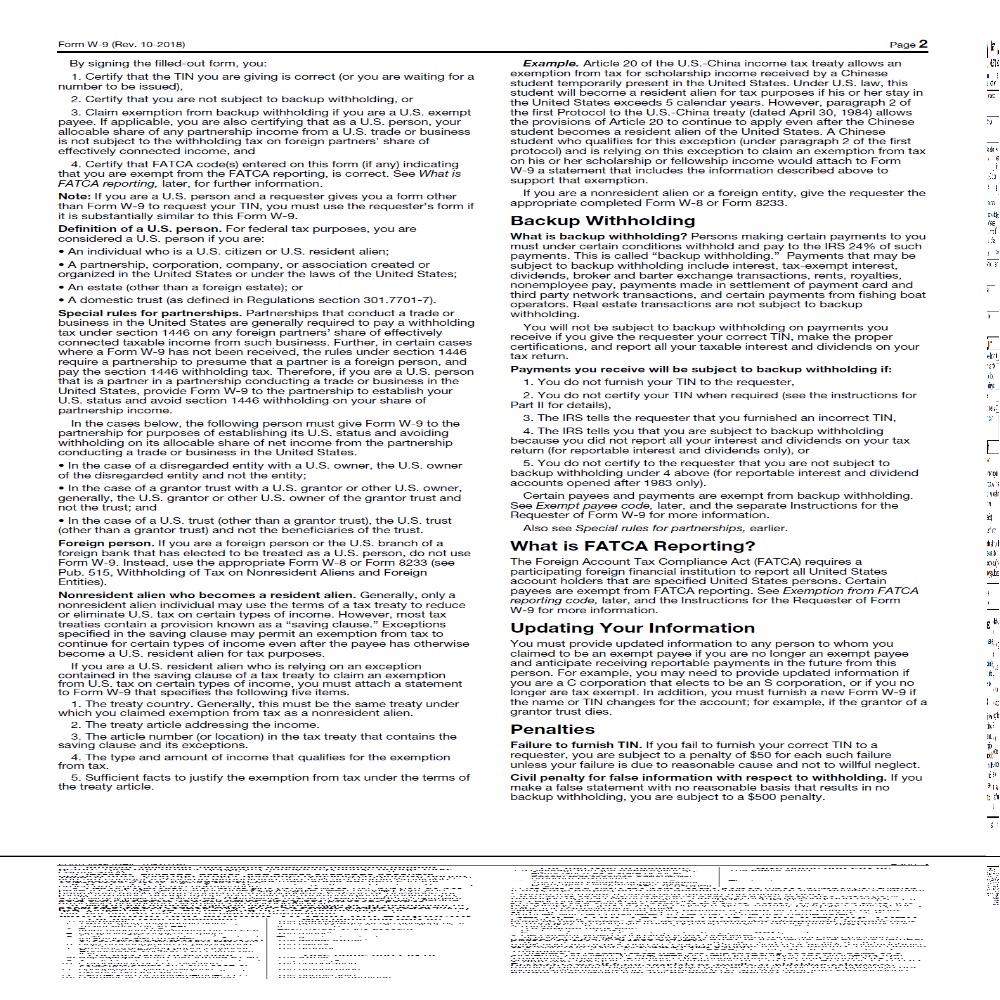 Form W-9 (Rev. 10-2018)
Page 2
By signing the filled-out form, you:
1. Certify that the TIN you are giving is correct (or you are waiting for a
number to be issued),
2. Certify that you are not subject to backup withholding, or
3. Claim exemption from backup withholding if you are a U.S. exempt
payee. If applicable, you are also certifying that as a U.S. person, your
allocable share of any partnership income from a U.S. trade or business
is not subject to the withholding tax on foreign partners' share of
effectively connected income, and
4. Certify that FATCA code(s) entered on this form (if any) indicating
that you are exempt from the FATCA reporting, is correct. See What is
FATCA reporting, later, for further information.
Note: If you are a U.S. person and a requester gives you a form other
than Form W-9 to request your TIN, you must use the requester's form if
it is substantially similar to this Form W-9.
Definition of a U.S. person. For federal tax purposes, you are
considered a U.S. person if you are:
• An individual who is a U.S. citizen or U.S. resident alien;
• A partnership, corporation, company, or association created or
organized in the United States or under the laws of the United States;
• An estate (other than a foreign estate); or
• A domestic trust (as defined in Regulations section 301.7701-7).
Special rules for partnerships. Partnerships that conduct a trade or
business in the United States are generally required to pay a withholding
tax under section 1446 on any foreign partners' share of effectively
connected taxable income from such business. Further, in certain cases
where a Form W-9 has not been received, the rules under section 1446
require a partnership to presume that a partner is a foreign person, and
pay the section 1446 withholding tax. Therefore, if you are a U.S. person
that is a partner in a partnership conducting a trade or business in the
United States, provide Form W-9 to the partnership to establish your
U.S. status and avoid section 1446 withholding on your share of
partnership income.
In the cases below, the following person must give Form W-9 to the
partnership for purposes of establishing its U.S. status and avoiding
withholding on its allocable share of net income from the partnership
conducting a trade or business in the United States.
• In the case of a disregarded entity with a U.S. owner, the U.S. owner
of the disregarded entity and not the entity;
• In the case of a grantor trust with a U.S. grantor or other U.S. owner,
generally, the U.S. grantor or other U.S. owner of the grantor trust and
not the trust; and
• In the case of a U.S. trust (other than a grantor trust), the U.S. trust
(other than a grantor trust) and not the beneficiaries of the trust.
Foreign person. If you are a foreign person or the U.S. branch of a
foreign bank that has elected to be treated as a U.S. person, do not use
Form W-9. Instead, use the appropriate Form W-8 or Form 8233 (see
Pub. 515, Withholding of Tax on Nonresident Aliens and Foreign
Entities).
Nonresident alien who becomes a resident alien. Generally, only a
nonresident alien individual may use the terms of a tax treaty to reduce
or eliminate U.S. tax on certain types of income. However, most tax
treaties contain a provision known as a "saving clause." Exceptions
specified in the saving clause may permit an exemption from tax to
continue for certain types of income even after the payee has otherwise
become a U.S. resident alien for tax purposes.
If you are a U.S. resident alien who is relying on an exception
contained in the saving clause of a tax treaty to claim an exemption
from U.S. tax on certain types of income, you must attach a statement
to Form W-9 that specifies the following five items.
1. The treaty country. Generally, this must be the same treaty under
which you claimed exemption from tax as a nonresident alien.
2. The treaty article addressing the income.
3. The article number (or location) in the tax treaty that contains the
saving clause and its exceptions.
4. The type and amount of income that qualifies for the exemption
from tax.
5. Sufficient facts to justify the exemption from tax under the terms of
the treaty article.
Example. Article 20 of the U.S.-China income tax treaty allows an
exemption from tax for scholarship income received by a Chinese
student temporarily present in the United States. Under U.S. law, this
student will become a resident alien for tax purposes if his or her stay in
the United States exceeds 5 calendar years. However, paragraph 2 of
the first Protocol to the U.S.-China treaty (dated April 30, 1984) allows
the provisions of Article 20 to continue to apply even after the Chinese
student becomes a resident alien of the United States. A Chinese
student who qualifies for this exception (under paragraph 2 of the first
protocol) and is relying on this exception to claim an exemption from tax
on his or her scholarship or fellowship income would attach to Form
W-9 a statement that includes the information described above to
support that exemption.
If you are a nonresident alien or a foreign entity, give the requester the
appropriate completed Form W-8 or Form 8233.
Backup Withholding
What is backup withholding? Persons making certain payments to you
must under certain conditions withhold and pay to the IRS 24% of such
payments. This is called "backup withholding." Payments that may be
subject to backup withholding include interest, tax-exempt interest,
dividends, broker and barter exchange transactions, rents, royalties,
nonemployee pay, payments made in settlement of payment card and
third party network transactions, and certain payments from fishing boat
operators. Real estate transactions are not subject to backup
withholding.
You will not be subject to backup withholding on payments you
receive if you give the requester your correct TIN, make the proper
certifications, and report all your taxable interest and dividends on your
tax return.
Payments you receive will be subject to backup withholding if:
1. You do not furnish your TIN to the requester,
2. You do not certify your TIN when required (see the instructions for
Part II for details),
3. The IRS tells the requester that you furnished an incorrect TIN,
4. The IRS tells you that you are subject to backup withholding
because you did not report all your interest and dividends on your tax
return (for reportable interest and dividends only), or
5. You do not certify to the requester that you are not subject to
backup withholding under 4 above (for reportable interest and dividend
accounts opened after 1983 only).
Certain payees and payments are exempt from backup withholding.
See Exempt payee code, later, and the separate Instructions for the
Requester of Form W-9 for more information.
Also see Special rules for partnerships, earlier.
What is FATCA Reporting?
The Foreign Account Tax Compliance Act (FATCA) requires a
participating foreign financial institution to report all United States
account holders that are specified United States persons. Certain
payees are exempt from FATCA reporting. See Exemption from FATCA
reporting code, later, and the Instructions for the Requester of Form
W-9 for more information.
Updating Your Information
You must provide updated information to any person to whom you
claimed to be an exempt payee if you are no longer an exempt payee
and anticipate receiving reportable payments in the future from this
person. For example, you may need to provide updated information if
you are a C corporation that elects to be an S corporation, or if you no
longer are tax exempt. In addition, you must furnish a new Form W-9 if
the name or TIN changes for the account; for example, if the grantor of a
grantor trust dies.
Penalties
Failure to furnish TIN. If you fail to furnish your correct TIN to a
requester, you are subject to a penalty of $50 for each such failure
unless your failure is due to reasonable cause and not to willful neglect.
Civil penalty for false information with respect to withholding. If you
make a false statement with no reasonable basis that results in no
backup withholding, you are subject to a $500 penalty.